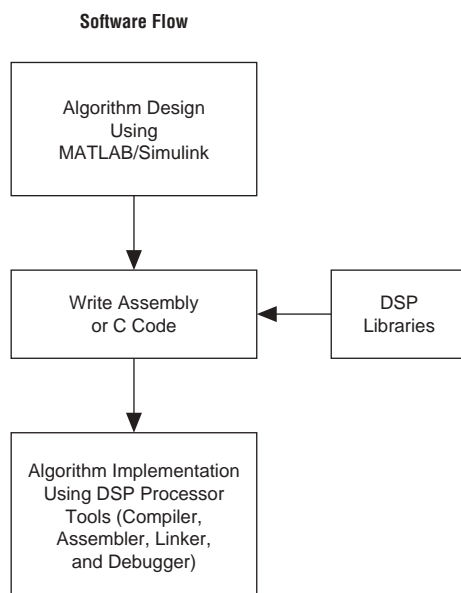 Software Flow
Algorithm Design
Using
MATLAB/Simulink
Write Assembly
or C Code
DSP
Libraries
Algorithm Implementation
Using DSP Processor
Tools (Compiler,
Assembler, Linker,
and Debugger)